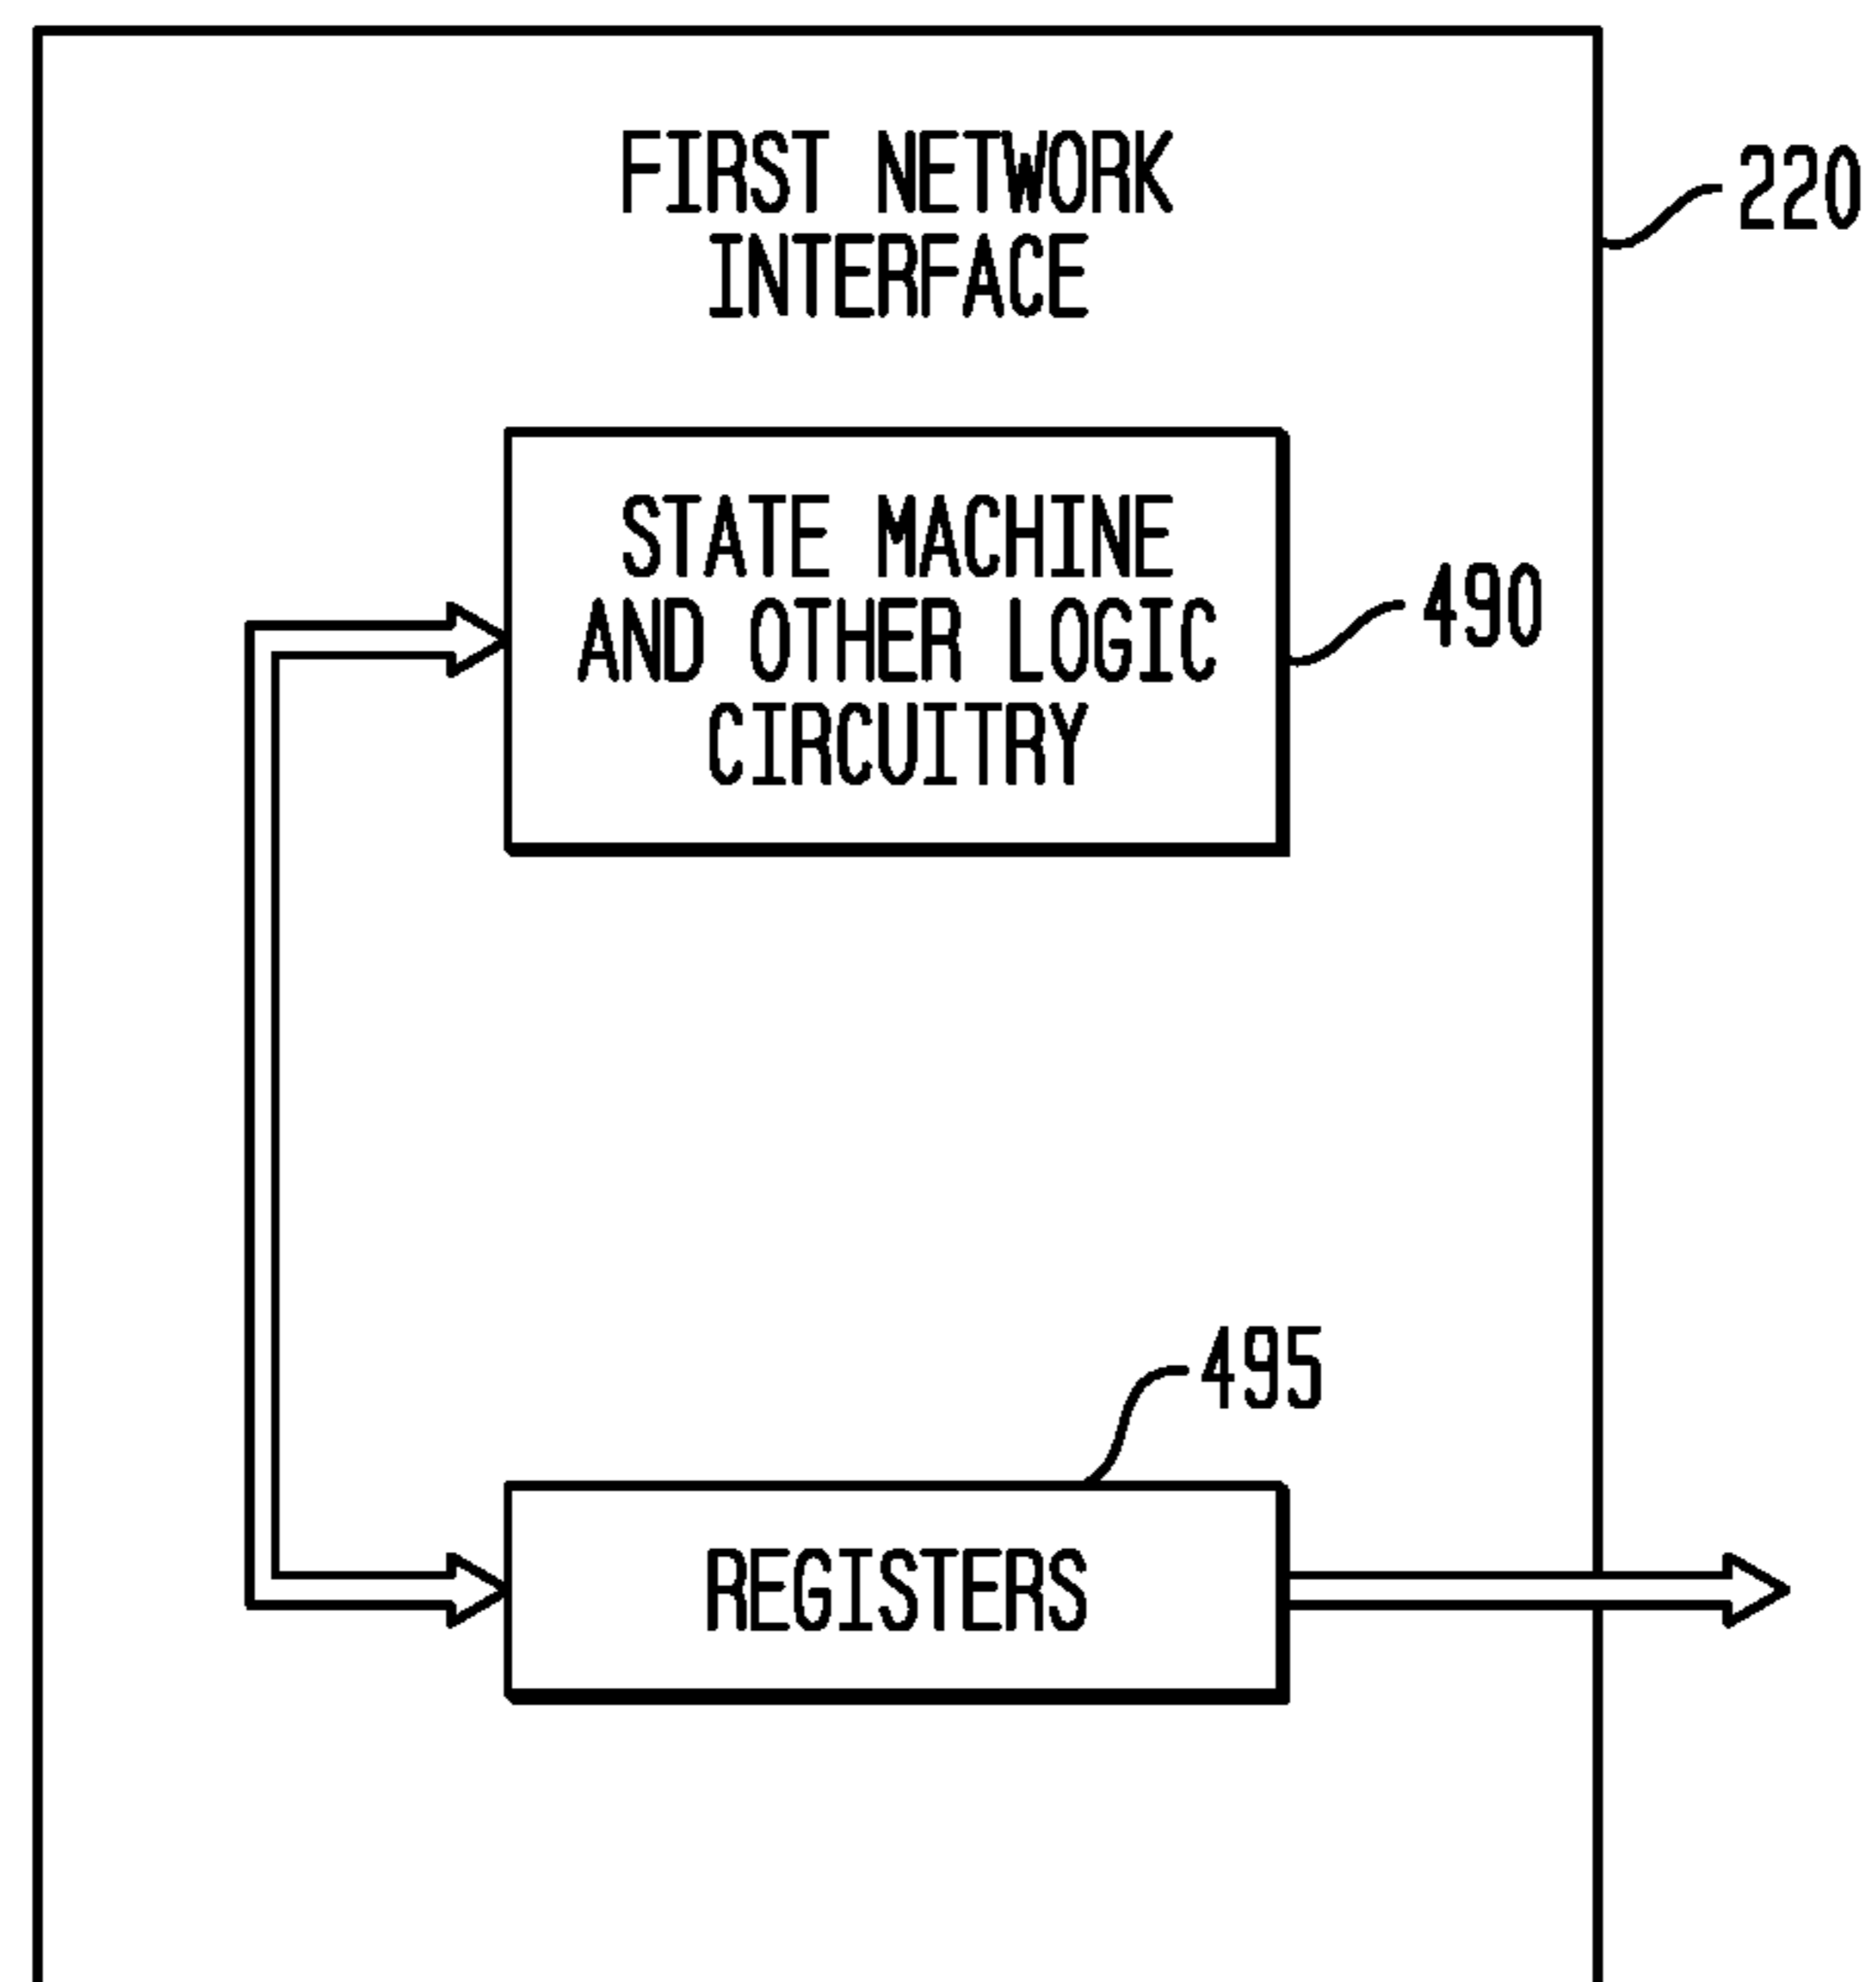 FIRST NETWORK
INTERFACE
220
STATE MACHINE
AND OTHER LOGIC
CIRCUITRY
490
495
REGISTERS